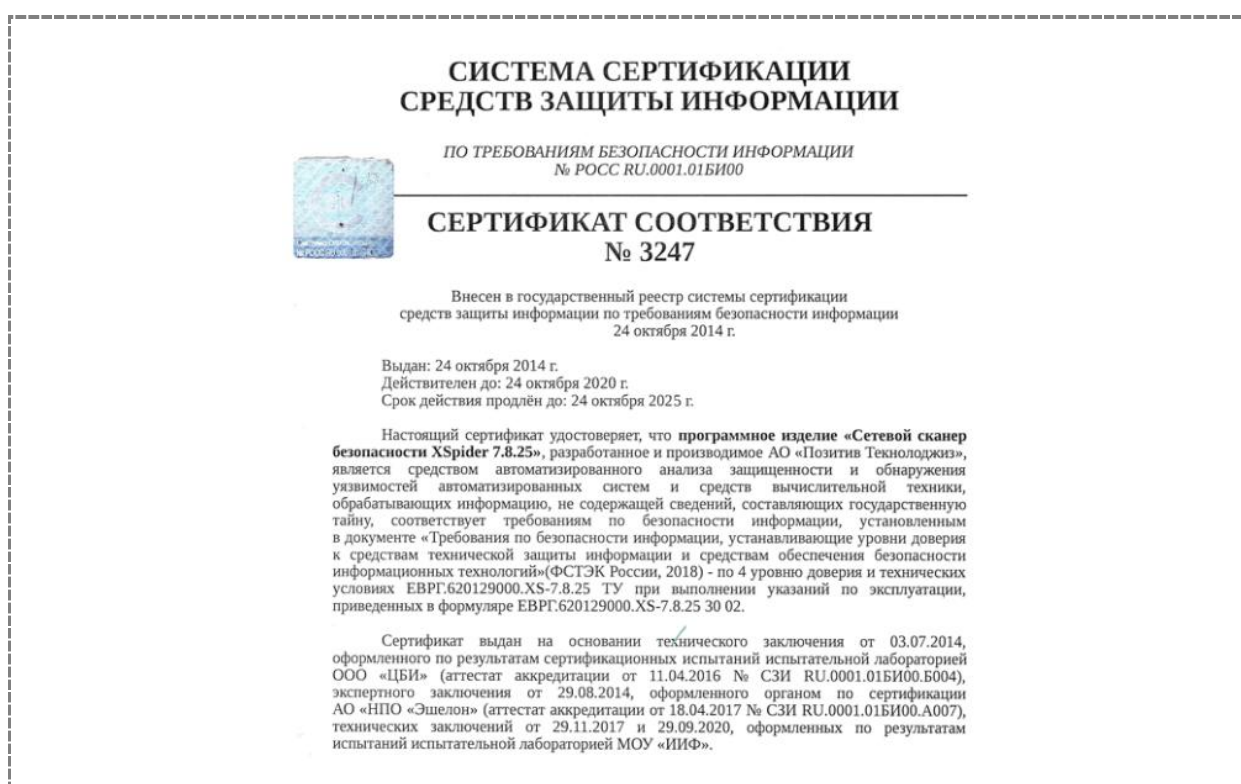 СИСТЕМА СЕРТИФИКАЦИИ
СРЕДСТВ ЗАЩИТЫ ИНФОРМАЦИИ
ПО ТРЕБОВАНИЯМ БЕЗОПАСНОСТИ ИНФОРМАЦИИ
№ РОСС RU.0001.01БИ00
СЕРТИФИКАТ СООТВЕТСТВИЯ
№ 3247
Внесен в государственный реестр системы сертификации
средств защиты информации по требованиям безопасности информации
24 октября 2014 г.
Выдан: 24 октября 2014 г.
Действителен до: 24 октября 2020 г.
Срок действия продлён до: 24 октября 2025 г.
Настоящий сертификат удостоверяет, что программное изделие «Сетевой сканер
безопасности XSpider 7.8.25», разработанное и производимое АО «Позитив Текнолоджиз»,
является средством автоматизированного анализа защищенности и обнаружения
уязвимостей автоматизированных систем и средств вычислительной техники,
обрабатывающих информацию, не содержащей сведений, составляющих государственную
тайну, соответствует требованиям по безопасности информации, установленным
в документе «Требования по безопасности информации, устанавливающие уровни доверия
к средствам технической защиты информации и средствам обеспечения безопасности
информационных технологий»(ФСТЭК России, 2018) - по 4 уровню доверия и технических
условиях ЕВРГ.620129000.XS-7.8.25 ТУ при выполнении указаний по эксплуатации,
приведенных в формуляре ЕВРГ.620129000.XS-7.8.25 30 02.
Сертификат выдан на основании технического заключения от 03.07.2014,
оформленного по результатам сертификационных испытаний испытательной лабораторией
ООО «ЦБИ» (аттестат аккредитации от 11.04.2016 № СЗИ RU.0001.01БИ00.Б004),
экспертного заключения от 29.08.2014, оформленного органом по сертификации
АО «НПО «Эшелон» (аттестат аккредитации от 18.04.2017 № СЗИ RU.0001.01БИ00.А007),
технических заключений от 29.11.2017 и 29.09.2020, оформленных по результатам
испытаний испытательной лабораторией МОУ «ИИФ».